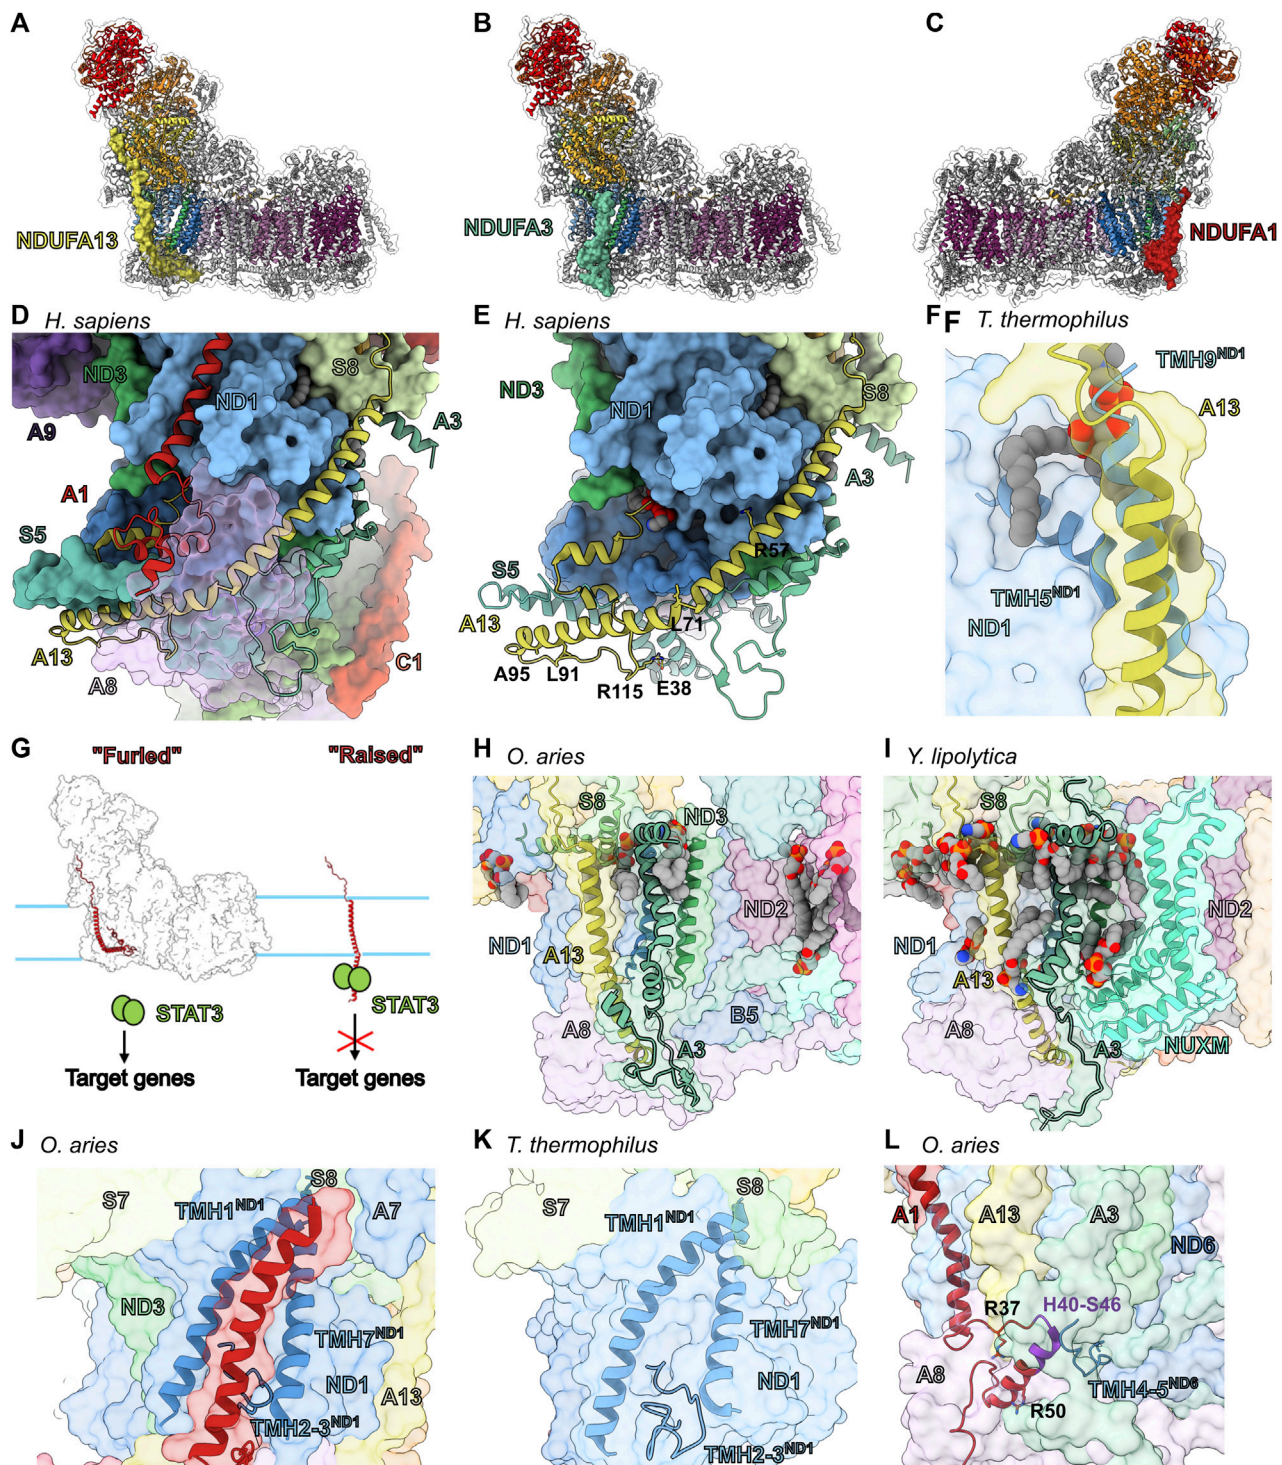 A
B
C
NDUFA13
NDUFA3
NDUFA1
D H. sapiens
ND3
S8
ND1
A9
A3
A1
S5
A13
A8
C1
E H. sapiens
ND3
ND1
S8
A3
R57
S5
A13
L71
A95
L91
R115
E38
F F T. thermophilus
TMH9ND1
A13
TMH5ND1
ND1
G
"Furled"
"Raised"
STAT3
STAT3
Target genes
Target genes
H O. aries
S8
ND3
ND2
ND1
A13
B5
A8
A3
I Y. lipolytica
S8
ND2
ND1
A13
A8
A3
NUXM
J O. aries
S8
S7
TMH1ND1
A7
ND3
TMH7ND1
ND1
A13
TMH2-3ND1
K T. thermophilus
S7
S8
TMH1ND1
TMH7ND1
ND1
TMH2-3ND1
L O. aries
A1
A13
A3
ND6
R37
H40-S46
A8
TMH4-5ND6
R50